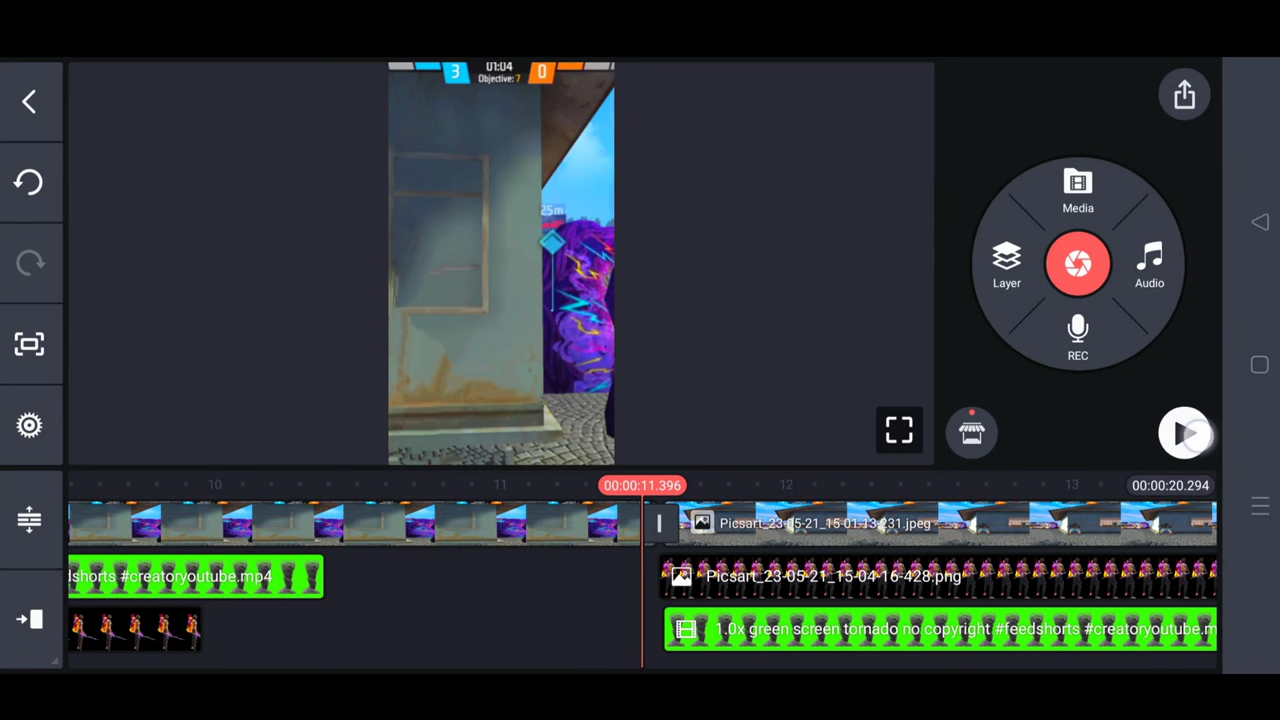 3 01:04 0
Objective: 7
25m
Media
Layer
Audio
REC
10
11
00:00:11.396
12
13
00:00:20.294
Picsart_23-05-21_15-01-13-231.jpeg
dshorts #creatoryoutube.mp4
Picsart_23-05-21_15-04-16-428.png
1.0x green screen tornado no copyright #feedshorts #creatoryoutube.m